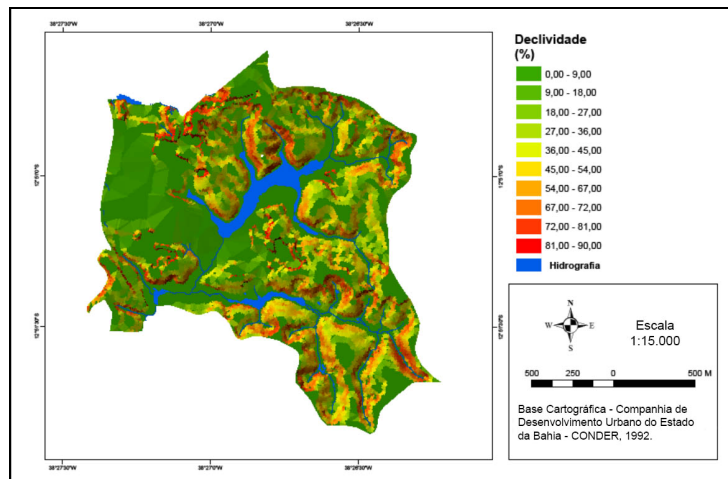 38°27'30"W
38°27'0"W
38°26'30"W
Declividade
(%)
0,00 - 9,00
9,00 - 18,00
18,00 - 27,00
27,00 - 36,00
36,00 - 45,00
45,00 - 54,00
54,00 - 67,00
67,00 - 72,00
72,00 - 81,00
81,00 - 90,00
Hidrografia
N
W
E
S
Escala
1:15.000
500
250
0
500 M
Base Cartográfica - Companhia de
Desenvolvimento Urbano do Estado
da Bahia - CONDER, 1992.
38°27'30"W
38°27'0"W
38°26'30"W